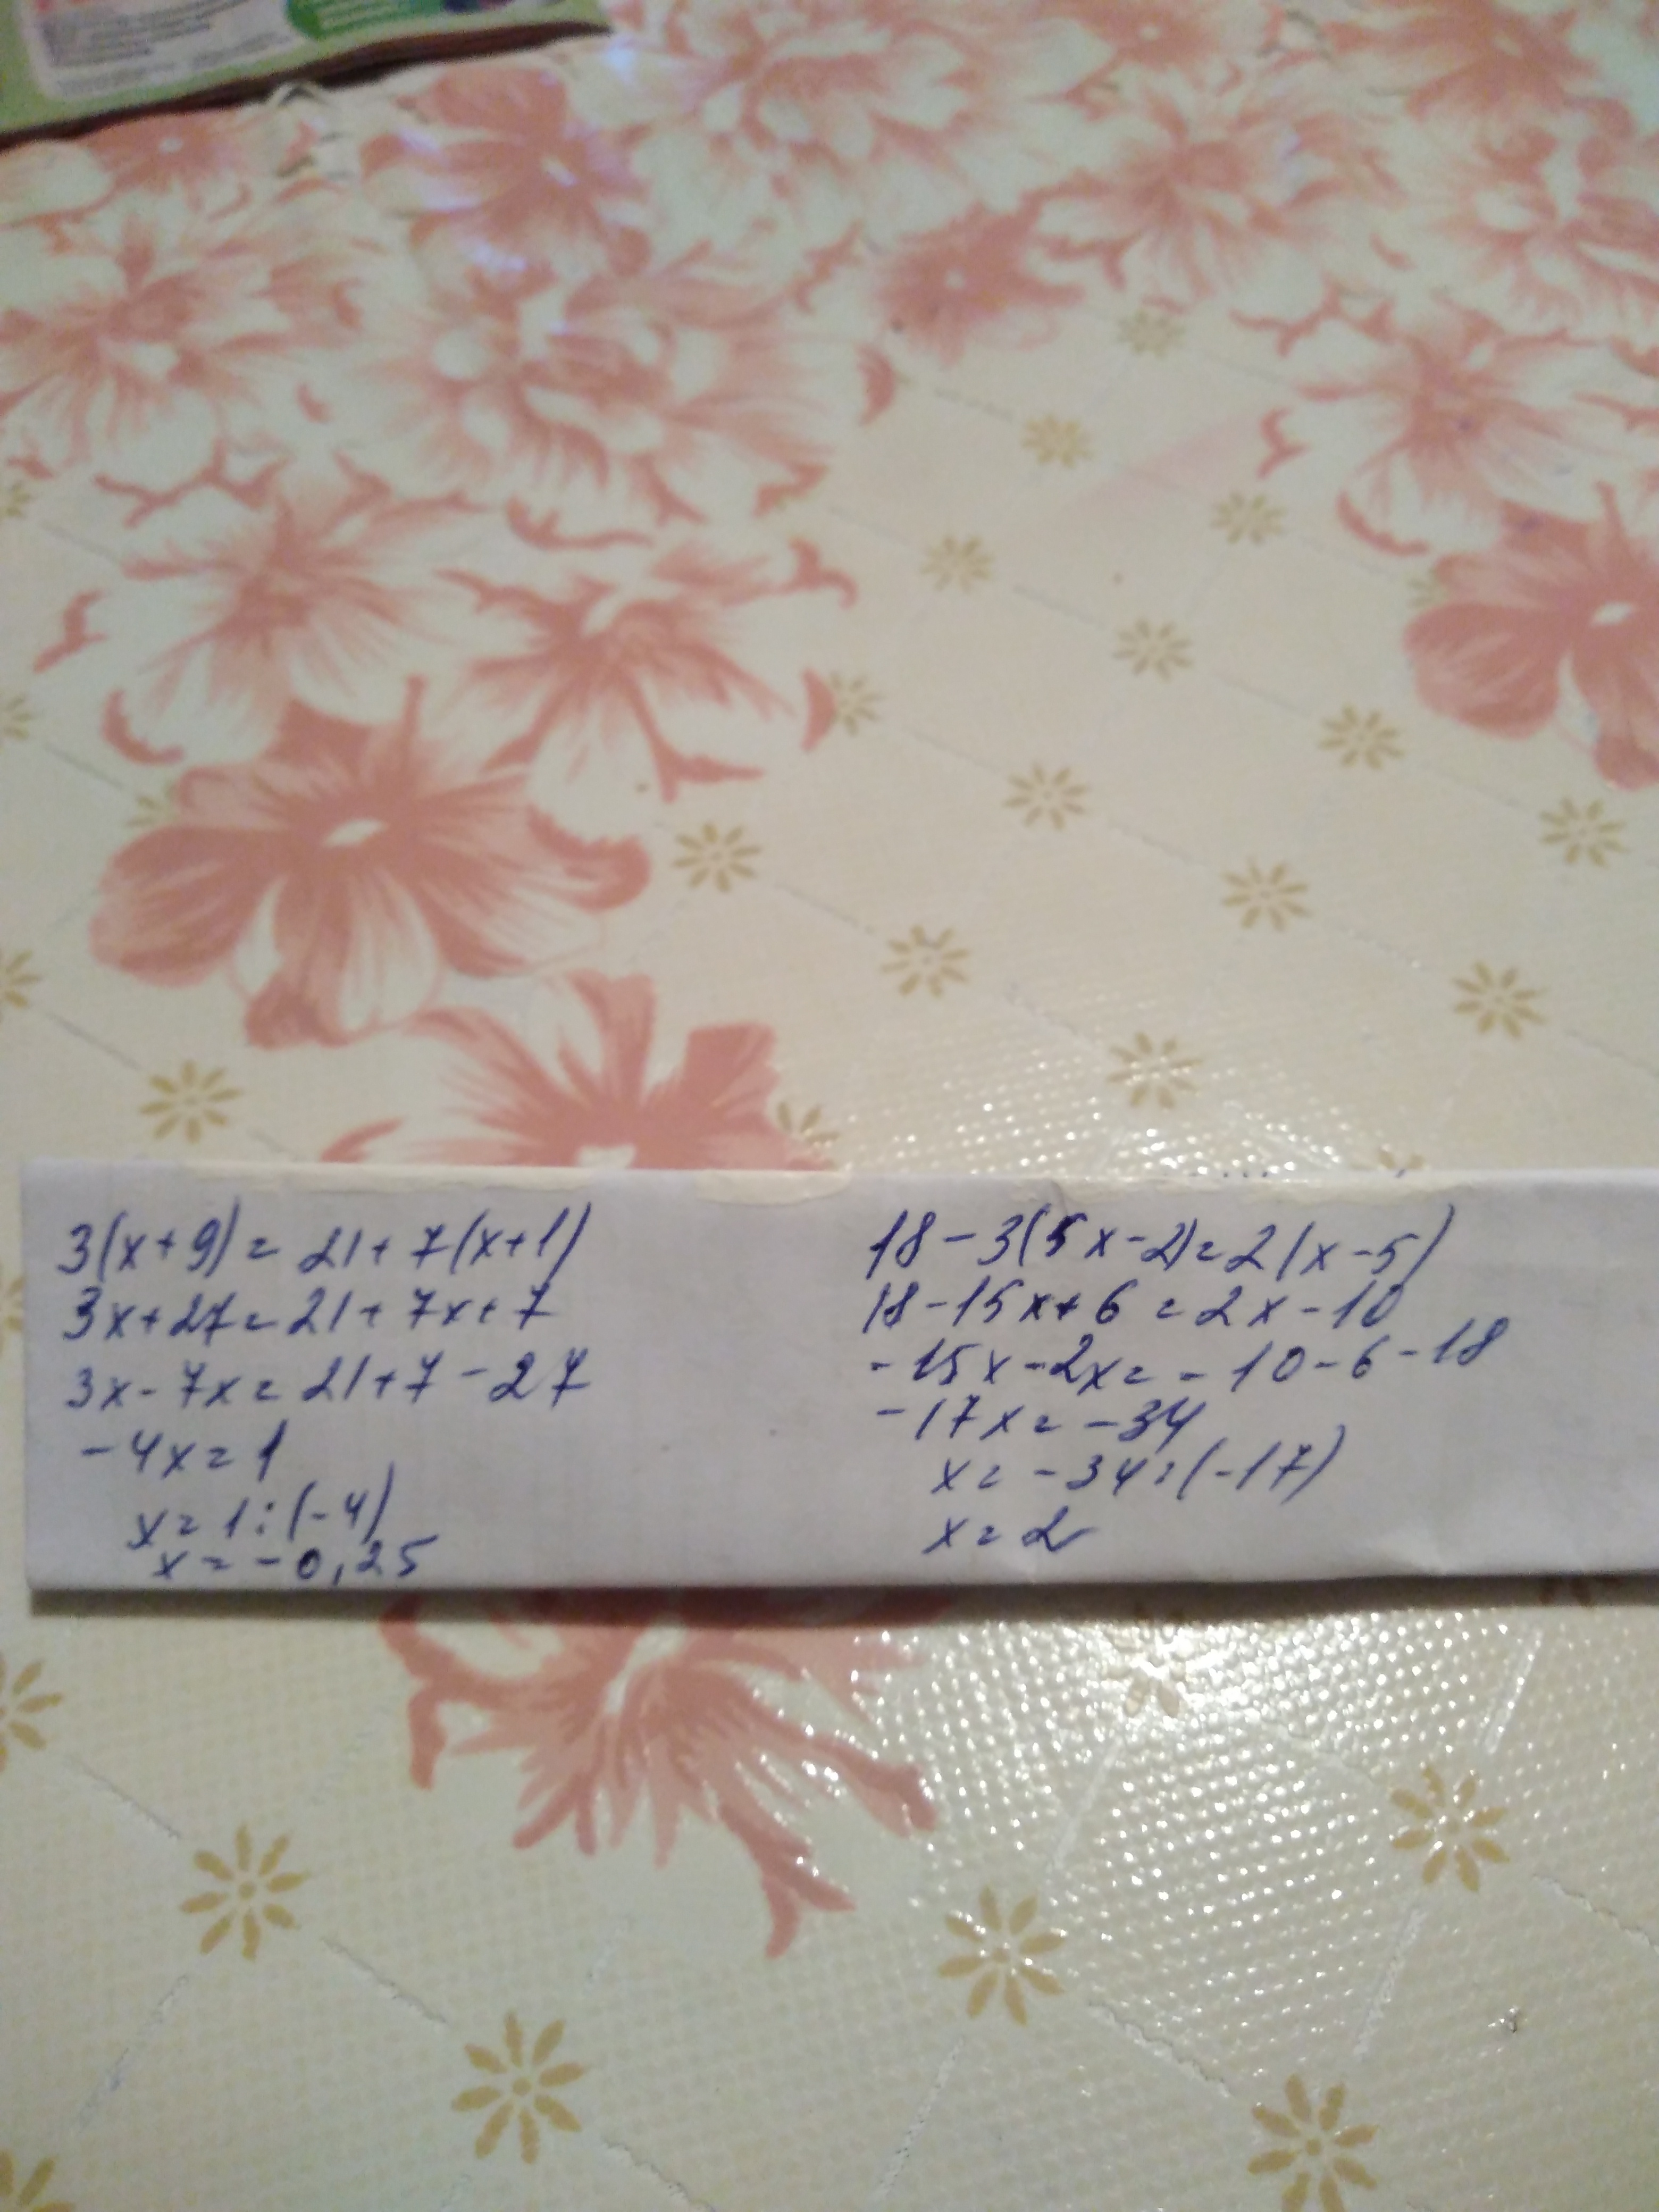 3(x+9)=21+7(x+1)
3x+27=21+7x+7
3x-7x=21+7-27
-4x=1
x=1:(-4)
x=-0,25
18-3(5x-2)=2(x-5)
18-15x+6=2x-10
-15x-2x=-10-6-18
-17x=-34
x=-34:(-17)
x=2